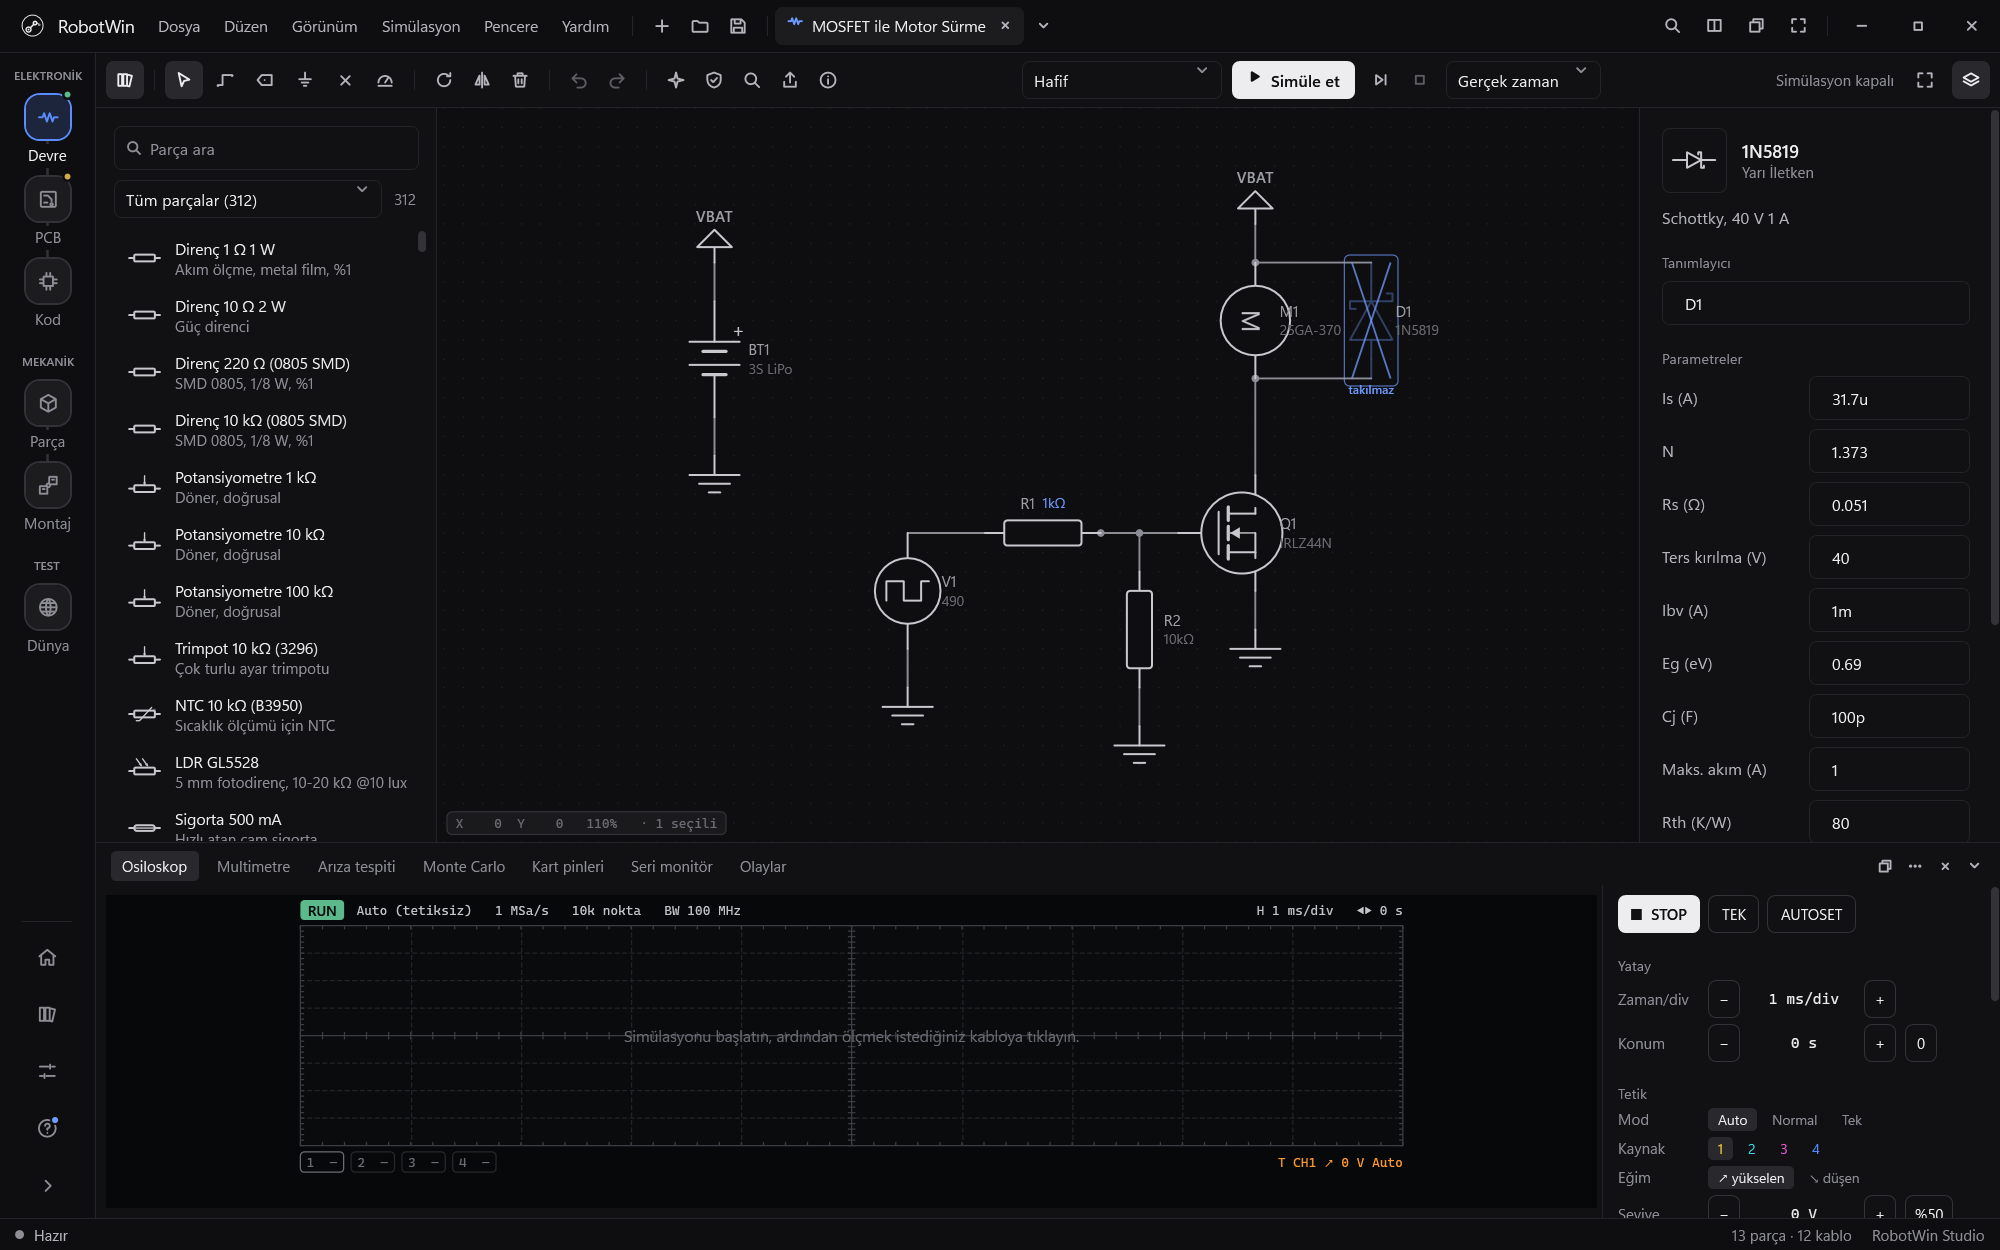 RobotWin Dosya Düzen Görünüm Simülasyon Pencere Yardım MOSFET ile Motor Sürme
ELEKTRONİK
Devre
PCB
Kod
MEKANİK
Parça
Montaj
TEST
Dünya
Hafif Simüle et Gerçek zaman Simülasyon kapalı
Parça ara
Tüm parçalar (312) 312
Direnç 1 Ω 1 W
Akım ölçme, metal film, %1
Direnç 10 Ω 2 W
Güç direnci
Direnç 220 Ω (0805 SMD)
SMD 0805, 1/8 W, %1
Direnç 10 kΩ (0805 SMD)
SMD 0805, 1/8 W, %1
Potansiyometre 1 kΩ
Döner, doğrusal
Potansiyometre 10 kΩ
Döner, doğrusal
Potansiyometre 100 kΩ
Döner, doğrusal
Trimpot 10 kΩ (3296)
Çok turlu ayar trimpotu
NTC 10 kΩ (B3950)
Sıcaklık ölçümü için NTC
LDR GL5528
5 mm fotodirenç, 10-20 kΩ @10 lux
Sigorta 500 mA
Hızlı atan cam sigorta
VBAT
+
BT1
3S LiPo
VBAT
M
M1
25GA-370
D1
1N5819
takılmaz
R1 1kΩ
V1
490
Q1
IRLZ44N
R2
10kΩ
X 0 Y 0 110% · 1 seçili
1N5819
Yarı İletken
Schottky, 40 V 1 A
Tanımlayıcı
D1
Parametreler
Is (A) 31.7u
N 1.373
Rs (Ω) 0.051
Ters kırılma (V) 40
Ibv (A) 1m
Eg (eV) 0.69
Cj (F) 100p
Maks. akım (A) 1
Rth (K/W) 80
Osiloskop Multimetre Arıza tespiti Monte Carlo Kart pinleri Seri monitör Olaylar
RUN Auto (tetiksiz) 1 MSa/s 10k nokta BW 100 MHz H 1 ms/div 0 s
Simülasyonu başlatın, ardından ölçmek istediğiniz kabloya tıklayın.
1 — 2 — 3 — 4 — T CH1 ↗ 0 V Auto
STOP TEK AUTOSET
Yatay
Zaman/div − 1 ms/div +
Konum − 0 s + 0
Tetik
Mod Auto Normal Tek
Kaynak 1 2 3 4
Eğim ↗ yükselen ↘ düşen
Seviye − 0 V + %50
Hazır 13 parça · 12 kablo RobotWin Studio